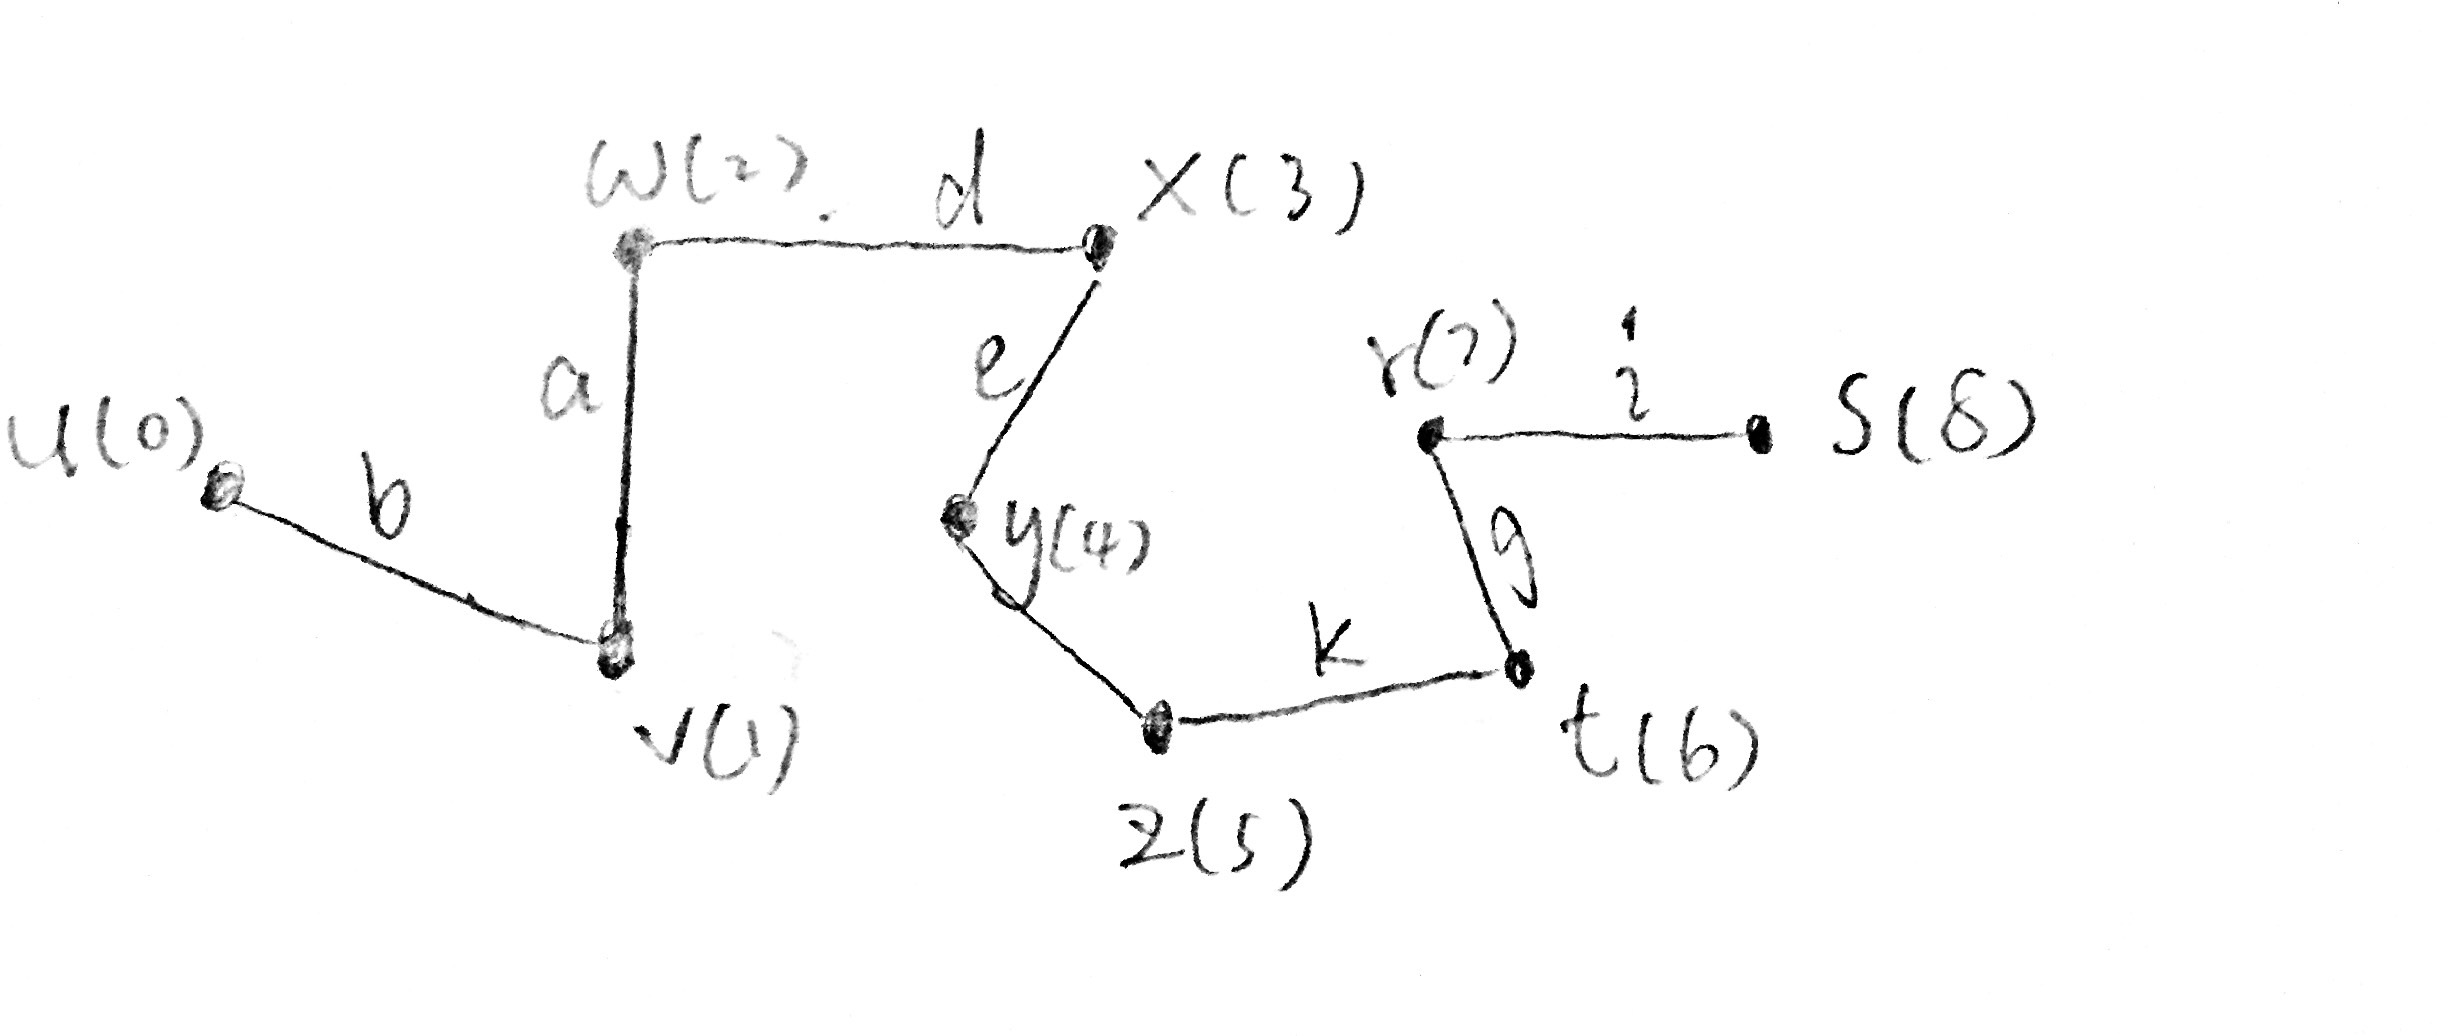 w(2)
d
x(3)
r(7)
i
a
e
u(0)
b
s(8)
y(4)
g
k
v(1)
t(6)
z(5)